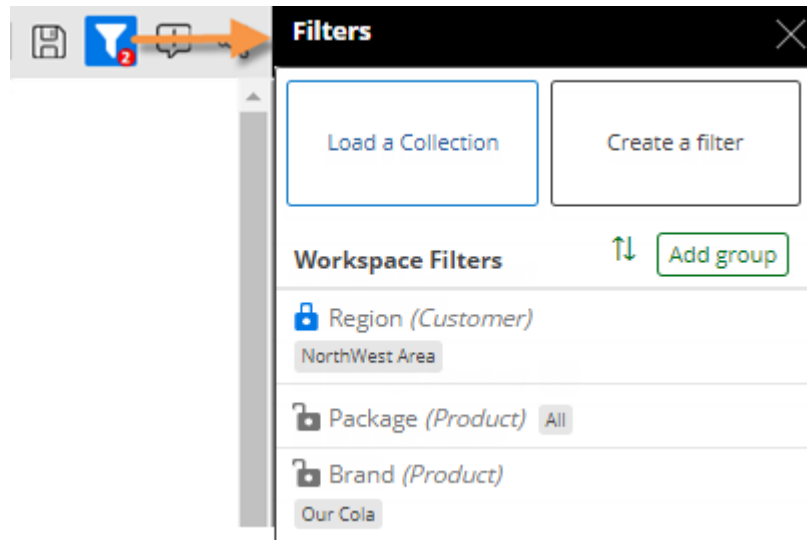 2
Filters
Load a Collection
Create a filter
Workspace Filters
Add group
Region (Customer)
NorthWest Area
Package (Product) All
Brand (Product)
Our Cola